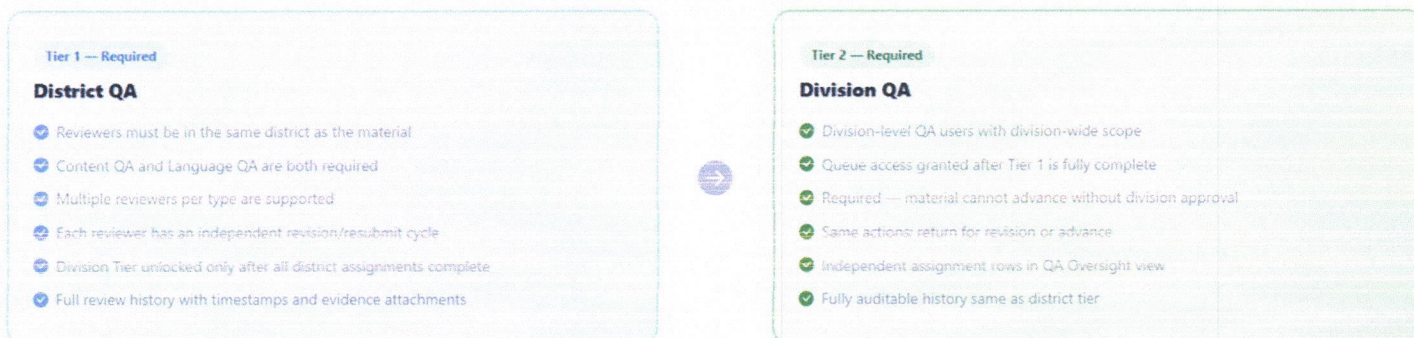 Tier 1 — Required
District QA
Reviewers must be in the same district as the material
Content QA and Language QA are both required
Multiple reviewers per type are supported
Each reviewer has an independent revision/resubmit cycle
Division Tier unlocked only after all district assignments complete
Full review history with timestamps and evidence attachments
Tier 2 — Required
Division QA
Division-level QA users with division-wide scope
Queue access granted after Tier 1 is fully complete
Required — material cannot advance without division approval
Same actions: return for revision or advance
Independent assignment rows in QA Oversight view
Fully auditable history same as district tier